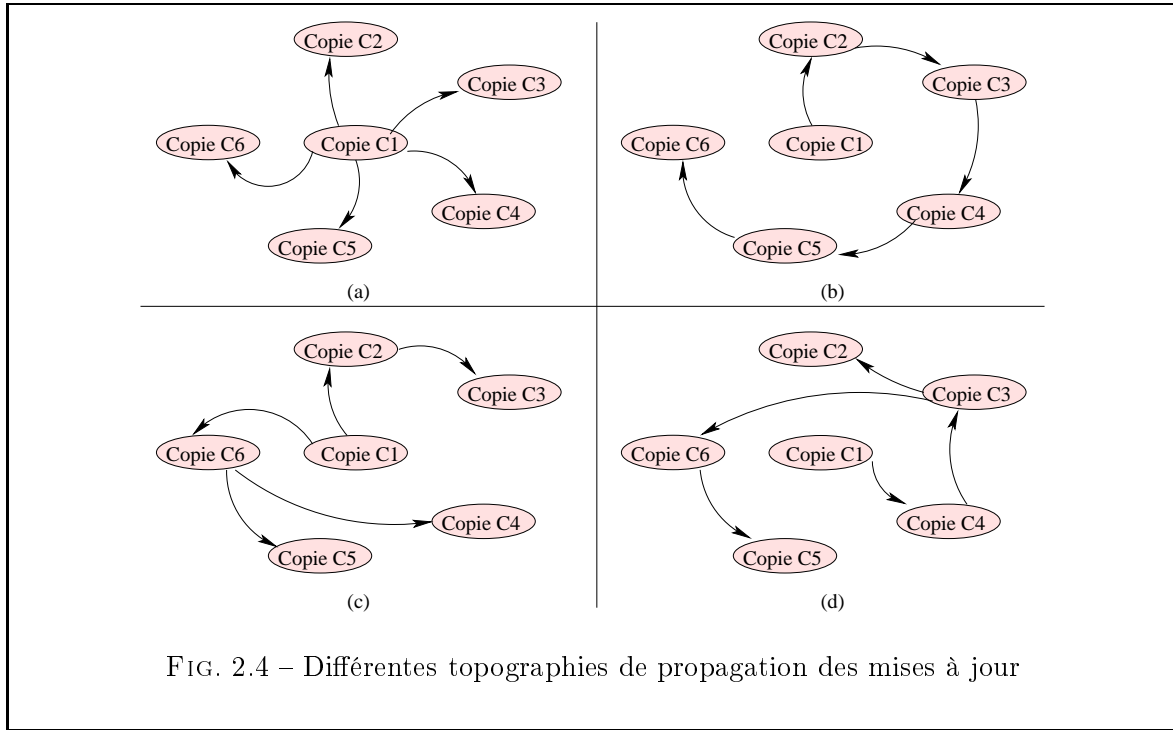 Copie C2
Copie C3
Copie C6
Copie C1
Copie C4
Copie C5
(a)
Copie C2
Copie C3
Copie C6
Copie C1
Copie C4
Copie C5
(b)
Copie C2
Copie C3
Copie C6
Copie C1
Copie C4
Copie C5
(c)
Copie C2
Copie C3
Copie C6
Copie C1
Copie C4
Copie C5
(d)
FIG. 2.4 – Différentes topographies de propagation des mises à jour